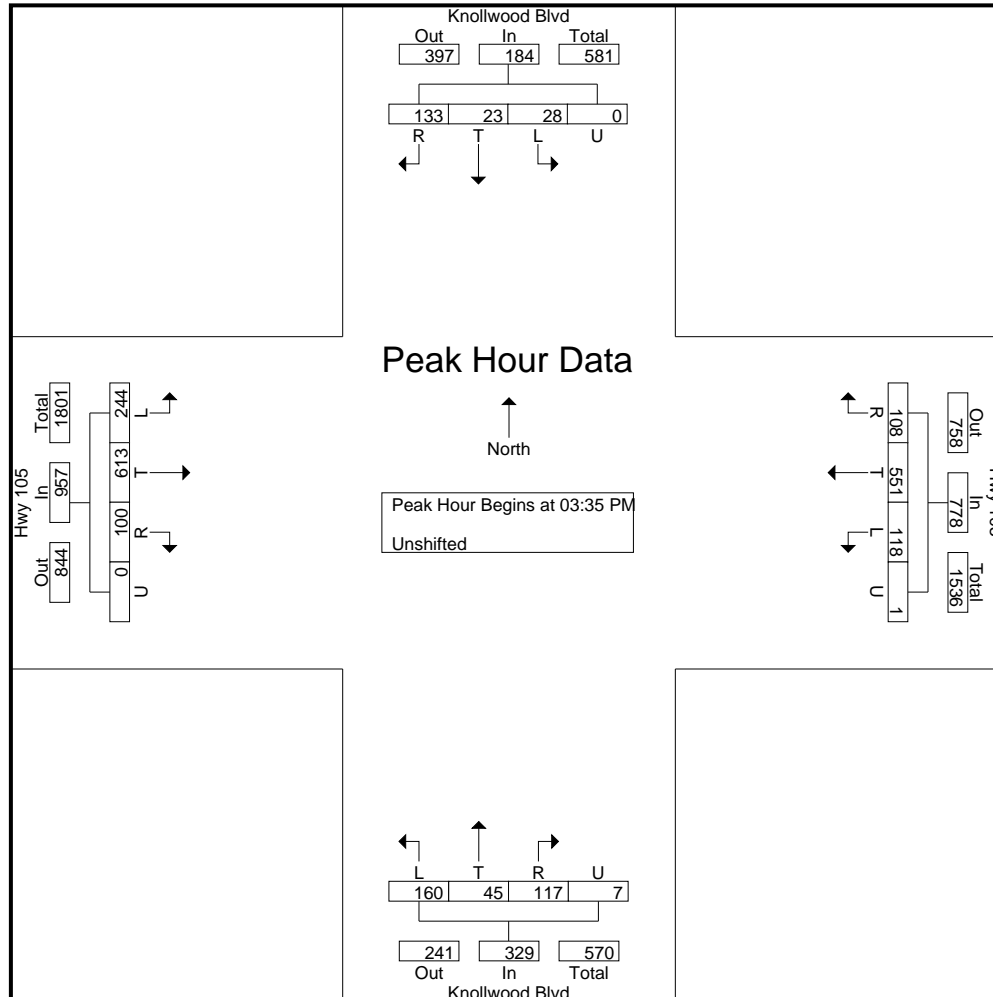 Knollwood Blvd
Out In Total
397 184 581
133 23 28 0
R T L U
Peak Hour Data
North
Peak Hour Begins at 03:35 PM
Unshifted
Hwy 105
Total In Out
1801 957 844
244 613 100 0
L T R U
Out In Total
758 778 1536
108 551 118 1
R T L U
L T R U
160 45 117 7
241 329 570
Out In Total
Knollwood Blvd